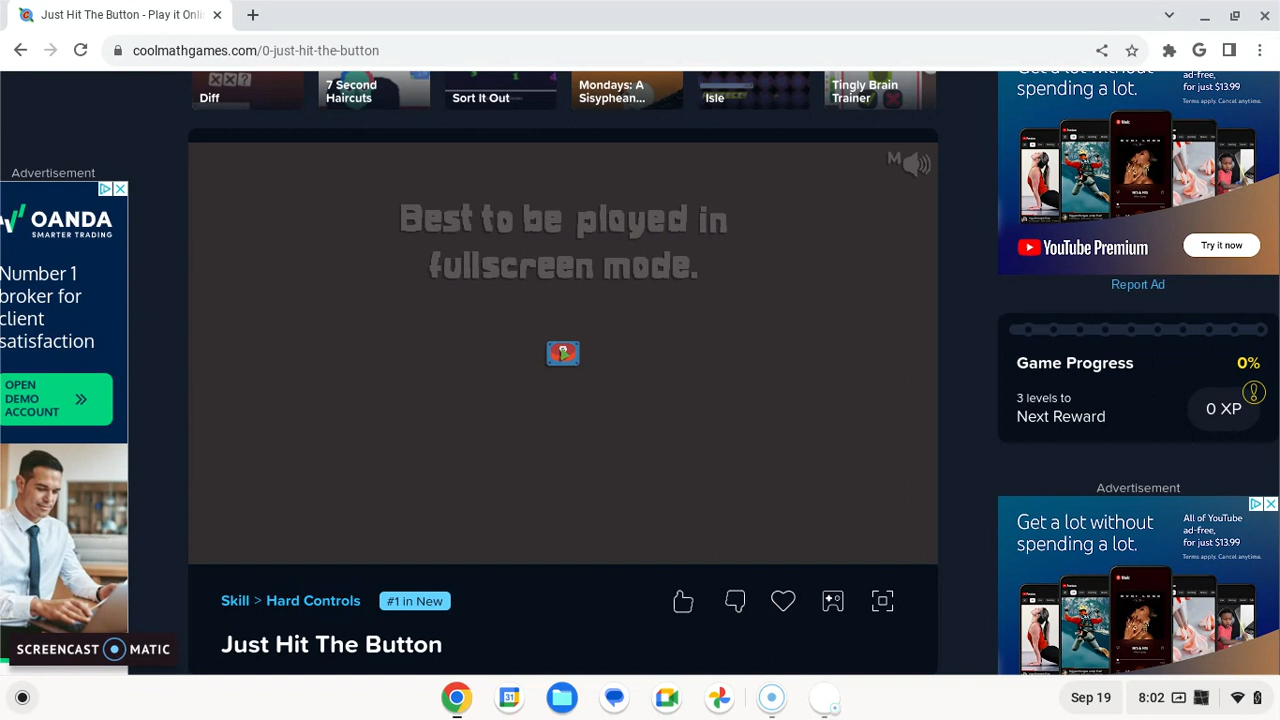 Just Hit The Button - Play it Onli
coolmathgames.com/0-just-hit-the-button
Diff
7 Second
Haircuts
Sort It Out
Mondays: A
Sisyphean...
Isle
Tingly Brain
Trainer
Advertisement
OANDA
SMARTER TRADING
Number 1
broker for
client
satisfaction
OPEN
DEMO
ACCOUNT
M
Best to be played in
fullscreen mode.
spending a lot.
ad-free,
for just $13.99
Terms apply. Cancel anytime.
YouTube Premium
Try it now
Report Ad
Game Progress
0%
3 levels to
Next Reward
0 XP
Advertisement
Get a lot without
spending a lot.
All of YouTube
ad-free,
for just $13.99
Terms apply. Cancel anytime.
Skill > Hard Controls
#1 in New
Just Hit The Button
SCREENCAST
MATIC
31
Sep 19
8:02